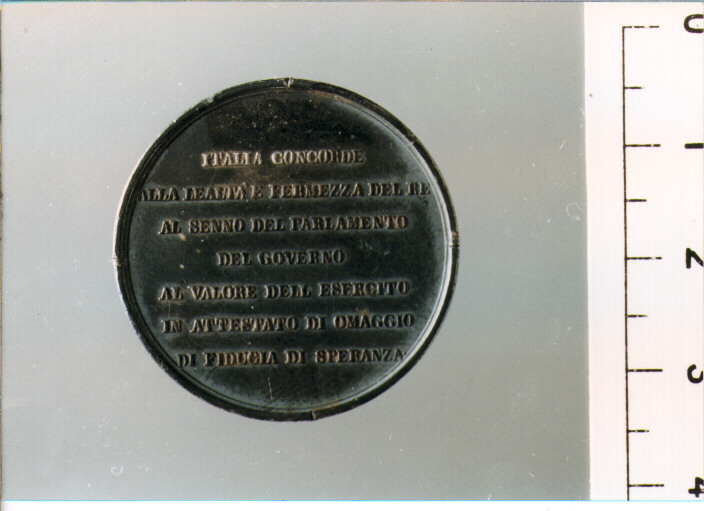 ITALIA CONCORDE
ALLA LEALTA' E FERMEZZA DEL RE
AL SENNO DEL PARLAMENTO
DEL GOVERNO
AL VALORE DELL ESERCITO
IN ATTESTATO DI OMAGGIO
DI FIDUCIA DI SPERANZA
0
1
2
3
4